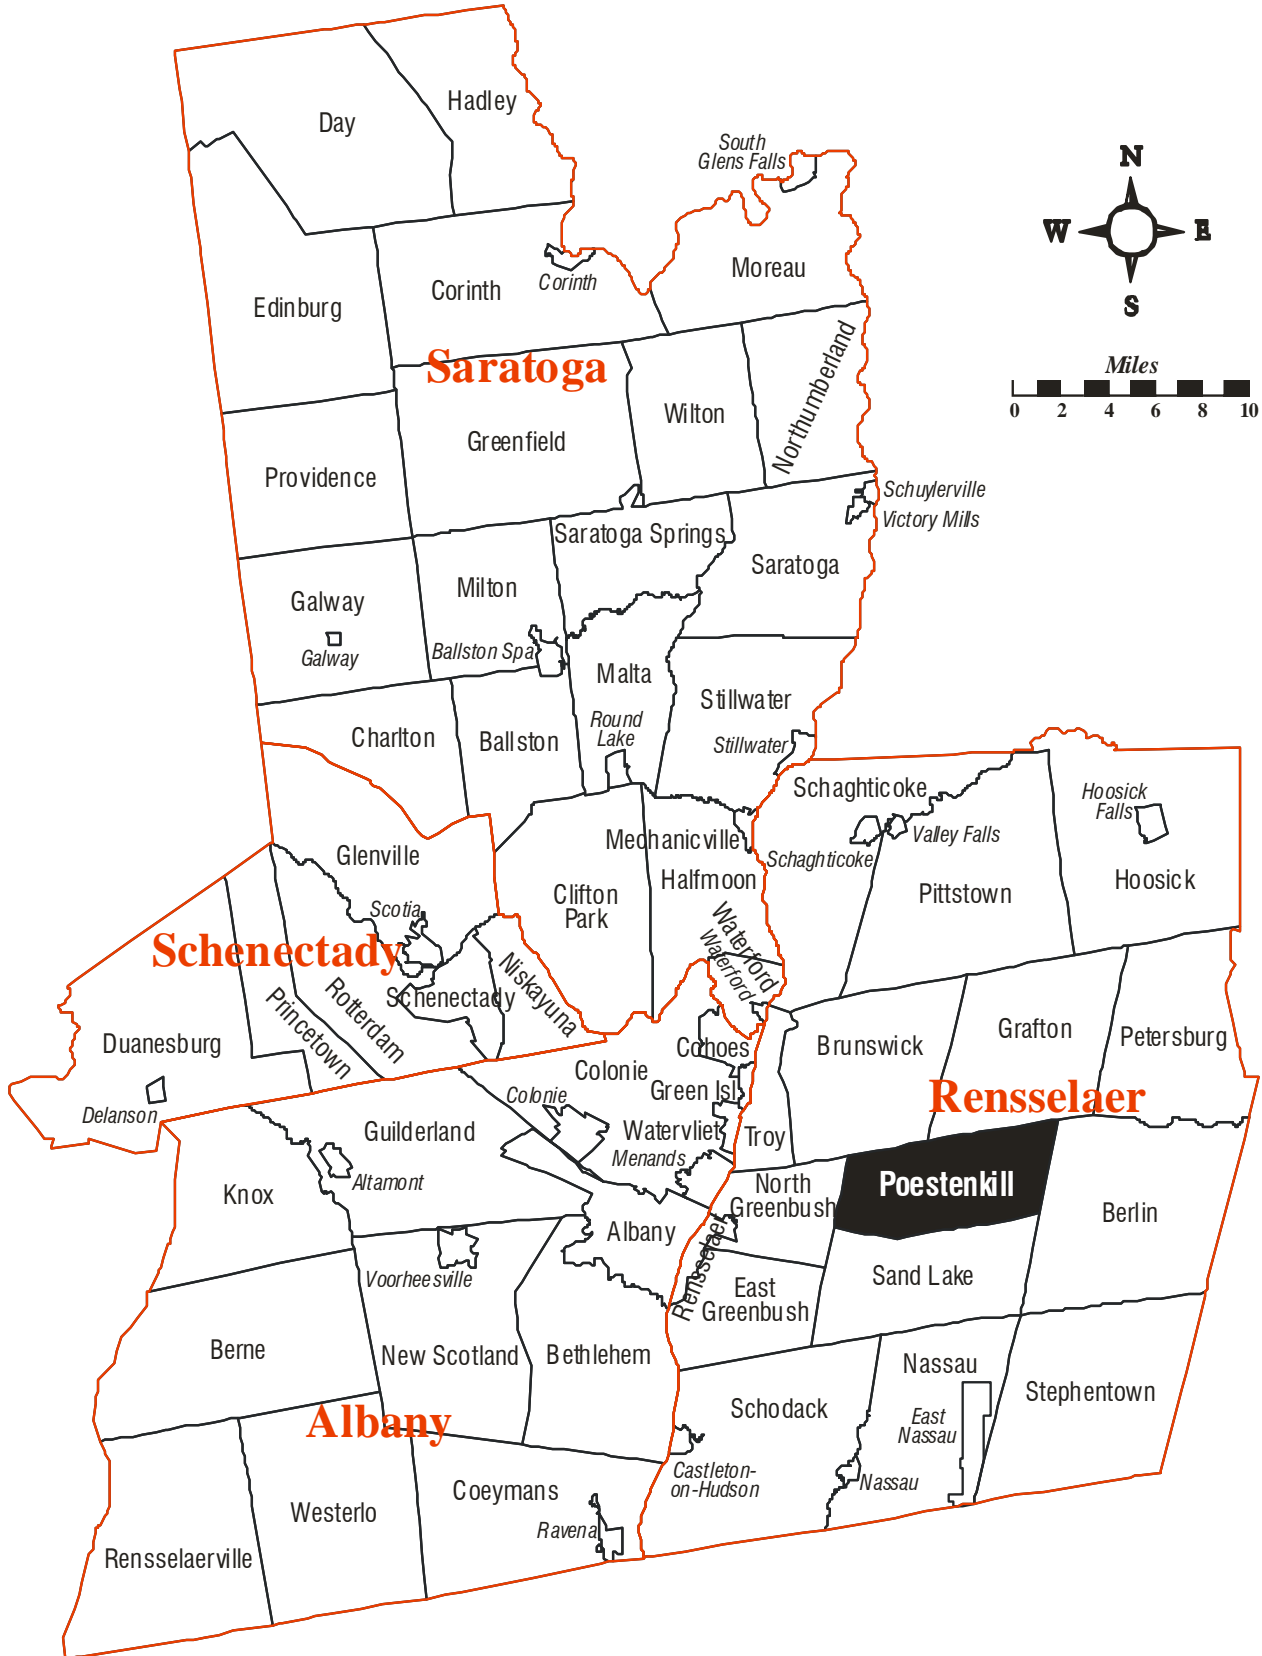 Hadley
Day
South
Glens Falls
N
W
E
S
Moreau
Corinth
Corinth
Edinburg
Saratoga
Northumberland
Miles
0 2 4 6 8 10
Wilton
Greenfield
Providence
Schuylerville
Victory Mills
Saratoga Springs
Saratoga
Milton
Galway
Galway
Ballston Spa
Malta
Stillwater
Round
Lake
Stillwater
Charlton
Ballston
Schaghticoke
Hoosick
Falls
Mechanicville
Valley Falls
Schaghticoke
Glenville
Halfmoon
Hoosick
Pittstown
Clifton
Park
Scotia
Waterford
Waterford
Schenectady
Niskayuna
Schenectady
Rotterdam
Princetown
Duanesburg
Delanson
Cohoes
Brunswick
Grafton
Petersburg
Colonie
Green Isl
Colonie
Rensselaer
Guilderland
Watervliet
Troy
Menands
Altamont
Knox
North
Greenbush
Poestenkill
Berlin
Albany
Rensselaer
Voorheesville
Sand Lake
East
Greenbush
Berne
New Scotland
Bethlehem
Nassau
Stephentown
Albany
Schodack
East
Nassau
Castleton-
on-Hudson
Nassau
Coeymans
Westerlo
Ravena
Rensselaerville